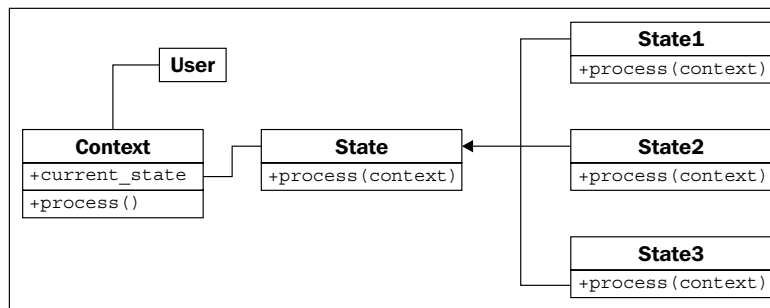 User
Context
+current_state
+process()
State
+process(context)
State1
+process(context)
State2
+process(context)
State3
+process(context)